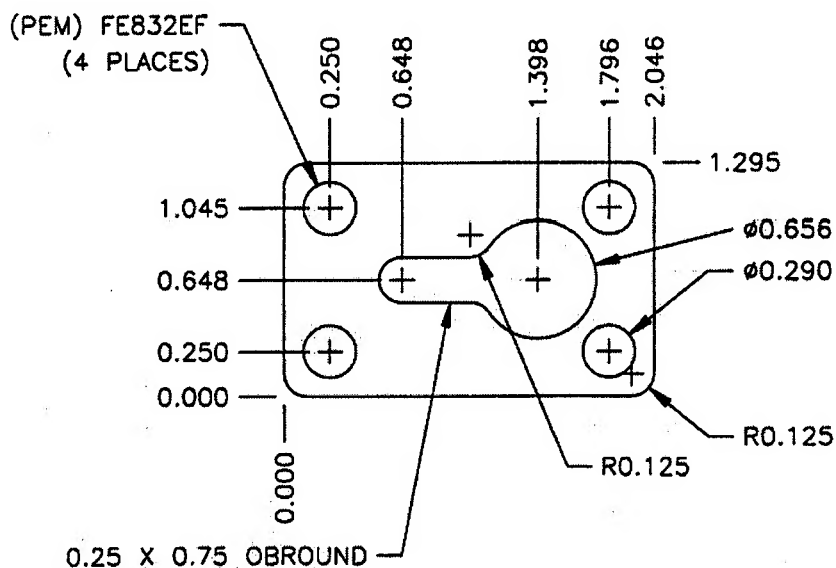 (PEM) FE832EF
(4 PLACES)
0.250
0.648
1.398
1.796
2.046
1.295
1.045
0.648
0.250
0.000
ø0.656
ø0.290
R0.125
R0.125
0.000
0.25 X 0.75 OBROUND